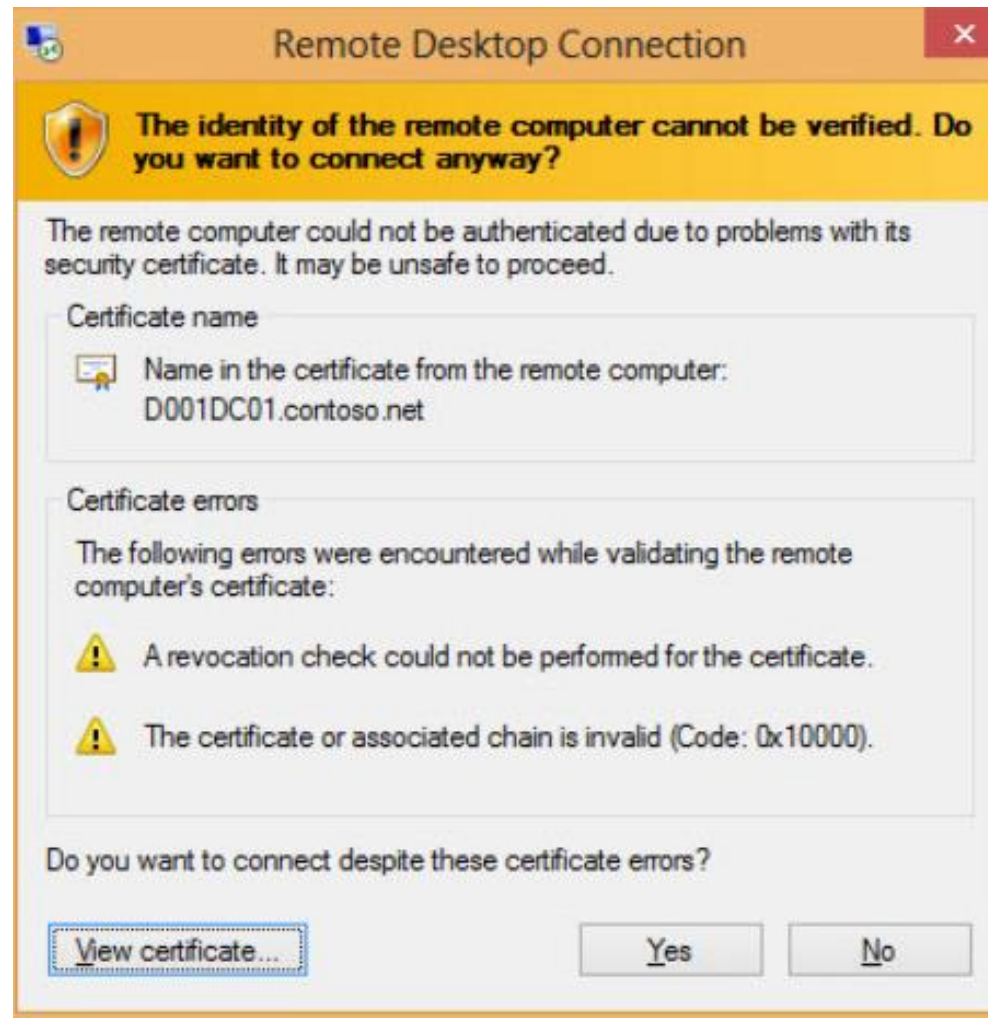 Remote Desktop Connection
The identity of the remote computer cannot be verified. Do
you want to connect anyway?
The remote computer could not be authenticated due to problems with its
security certificate. It may be unsafe to proceed.
Certificate name
Name in the certificate from the remote computer:
D001DC01.contoso.net
Certificate errors
The following errors were encountered while validating the remote
computer's certificate:
A revocation check could not be performed for the certificate.
The certificate or associated chain is invalid (Code: 0x10000).
Do you want to connect despite these certificate errors?
View certificate...
Yes
No